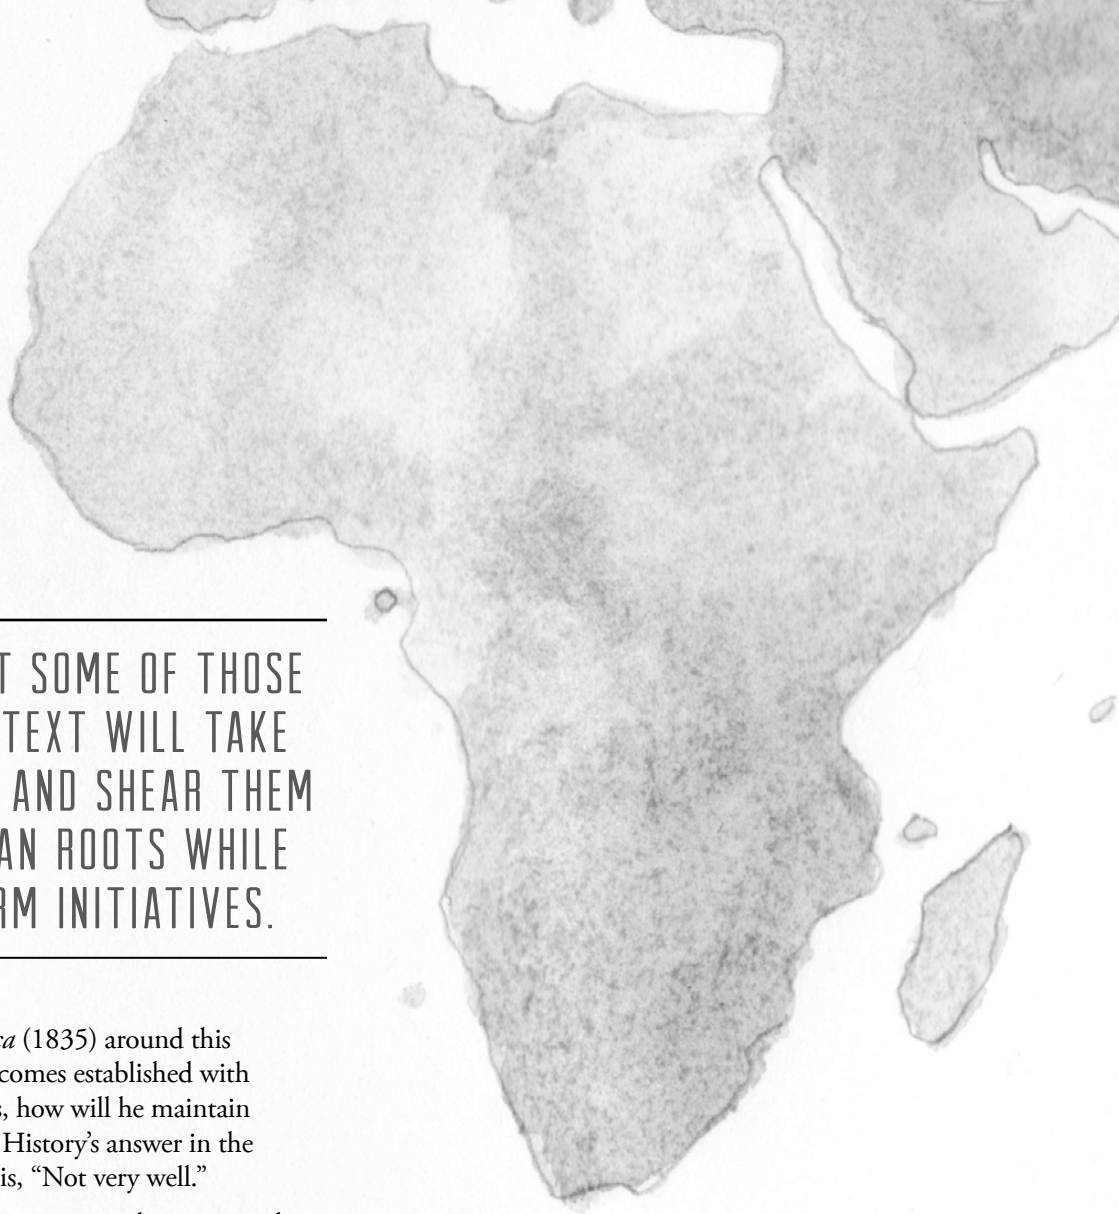 T SOME OF THOSE
TEXT WILL TAKE
AND SHEAR THEM
AN ROOTS WHILE
RM INITIATIVES.
ca (1835) around this
comes established with
s, how will he maintain
History’s answer in the
is, “Not very well.”